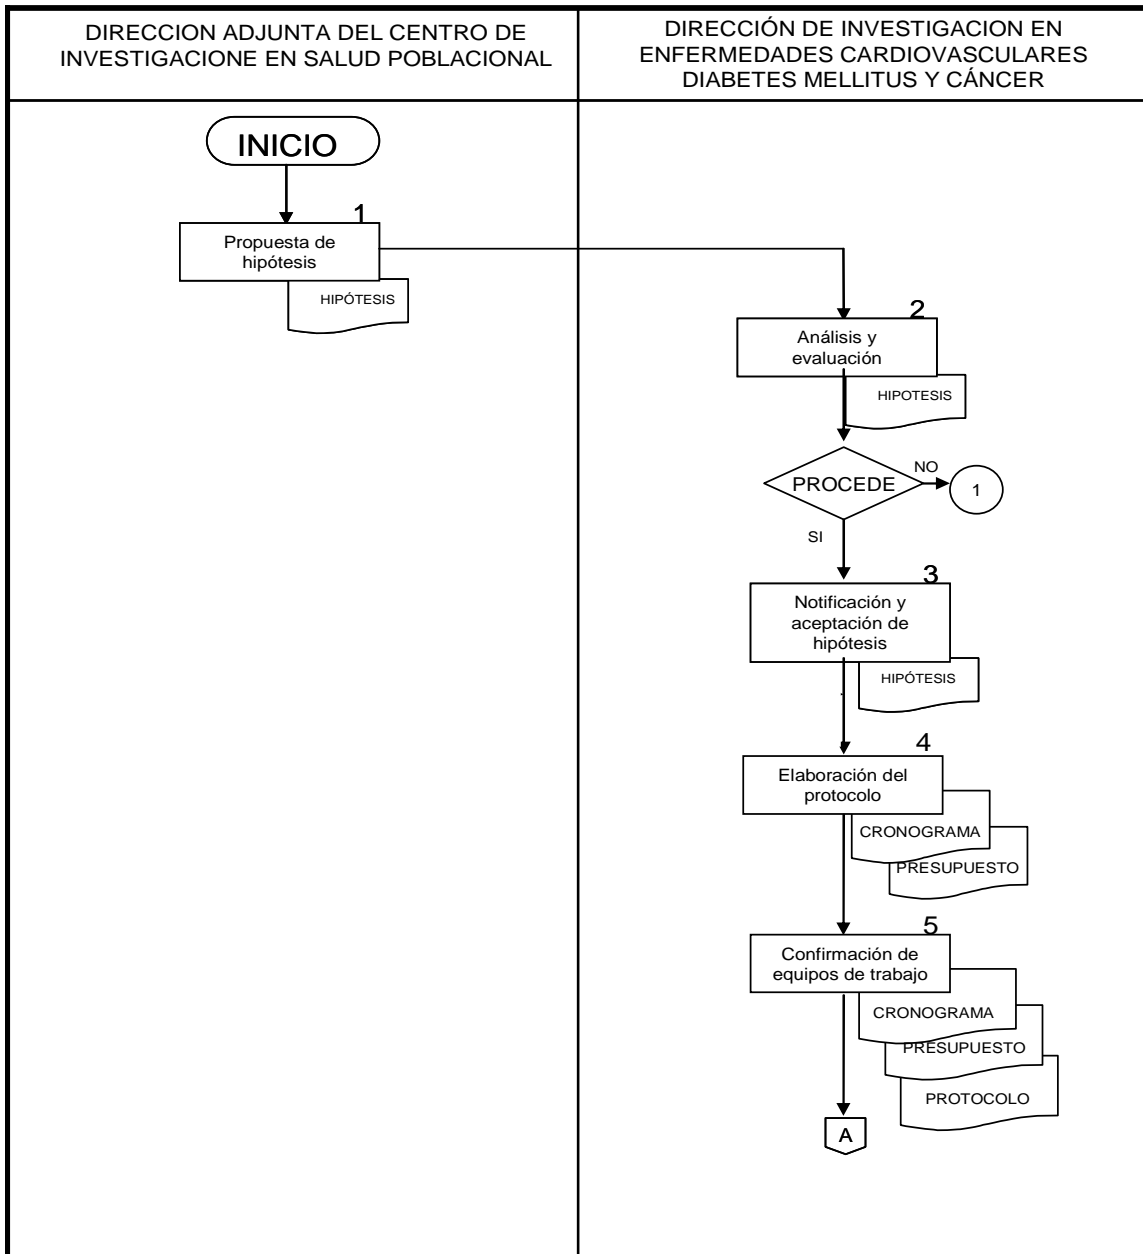 DIRECCION ADJUNTA DEL CENTRO DE
INVESTIGACIONE EN SALUD POBLACIONAL
DIRECCIÓN DE INVESTIGACION EN
ENFERMEDADES CARDIOVASCULARES
DIABETES MELLITUS Y CÁNCER
INICIO
1
Propuesta de
hipótesis
HIPÓTESIS
2
Análisis y
evaluación
HIPOTESIS
PROCEDE
NO
1
SI
3
Notificación y
aceptación de
hipótesis
HIPÓTESIS
4
Elaboración del
protocolo
CRONOGRAMA
PRESUPUESTO
5
Confirmación de
equipos de trabajo
CRONOGRAMA
PRESUPUESTO
PROTOCOLO
A